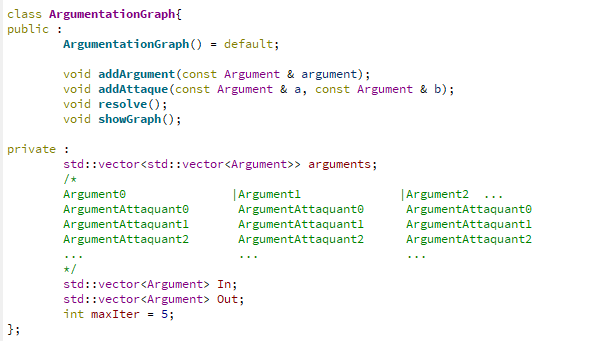 class ArgumentationGraph{
public :
        ArgumentationGraph() = default;

        void addArgument(const Argument & argument);
        void addAttaque(const Argument & a, const Argument & b);
        void resolve();
        void showGraph();

private :
        std::vector<std::vector<Argument>> arguments;
        /*
        Argument0               |Argument1              |Argument2  ...
        ArgumentAttaquant0       ArgumentAttaquant0      ArgumentAttaquant0
        ArgumentAttaquant1       ArgumentAttaquant1      ArgumentAttaquant1
        ArgumentAttaquant2       ArgumentAttaquant2      ArgumentAttaquant2
        ...                      ...                     ...
        */
        std::vector<Argument> In;
        std::vector<Argument> Out;
        int maxIter = 5;
};